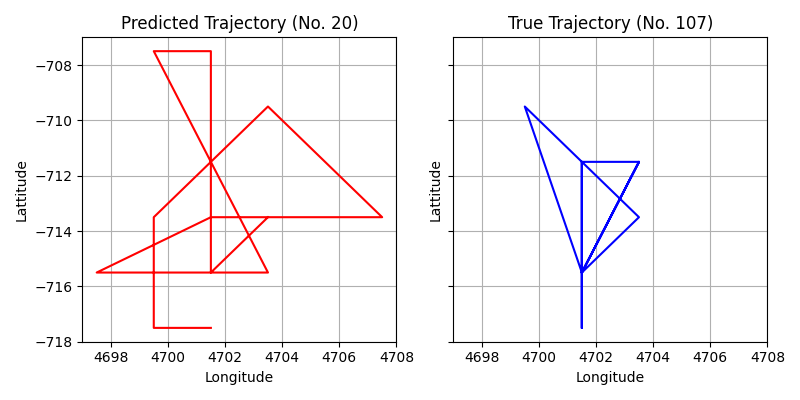 Predicted Trajectory (No. 20)
True Trajectory (No. 107)
Lattitude
−708
−710
−712
−714
−716
−718
4698 4700 4702 4704 4706 4708
Longitude
Lattitude
4698 4700 4702 4704 4706 4708
Longitude